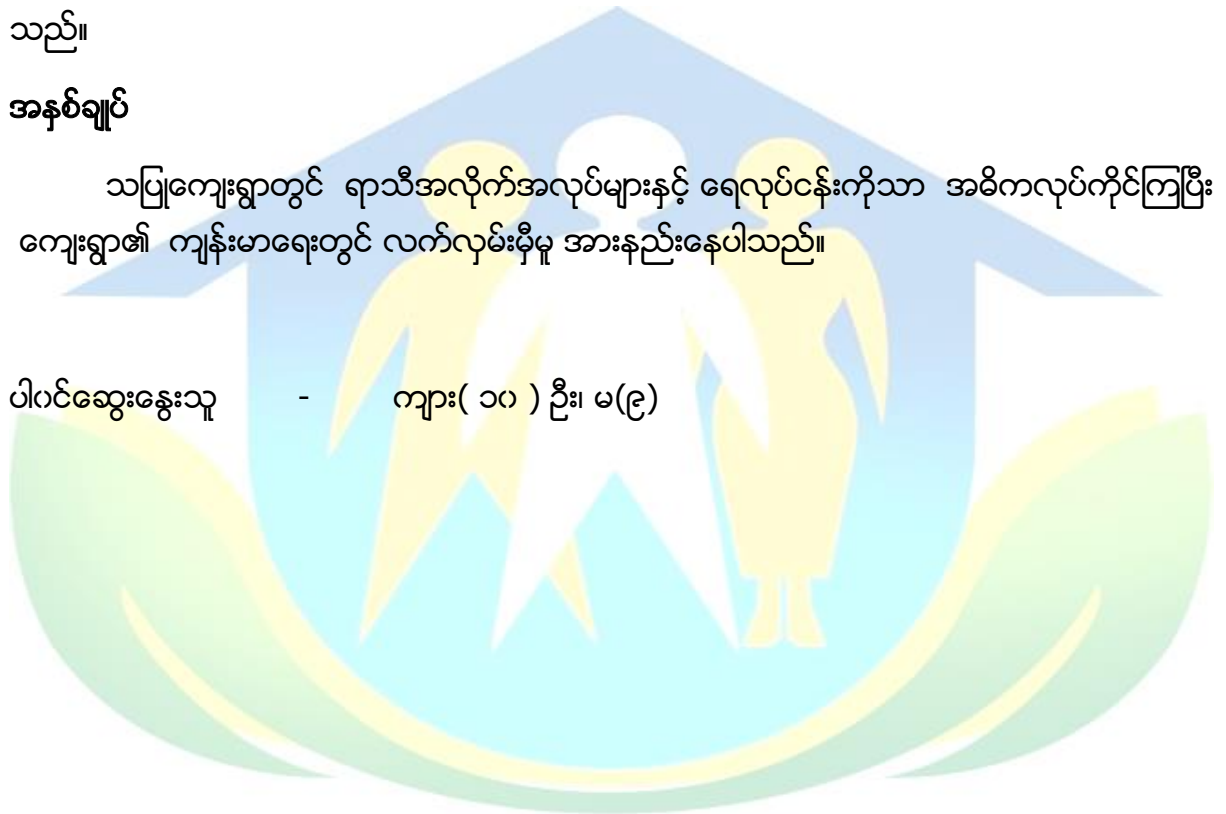 သည်။
အနှစ်ချုပ်
သပြုကျေးရွာတွင် ရာသီအလိုက်အလုပ်များနှင့် ရေလုပ်ငန်းကိုသာ အဓိကလုပ်ကိုင်ကြပြီး
ကျေးရွာ၏ ကျန်းမာရေးတွင် လက်လှမ်းမှီမှု အားနည်းနေပါသည်။
ပါဝင်ဆွေးနွေးသူ - ကျား( ၁၀ ) ဦး၊ မ(၉)